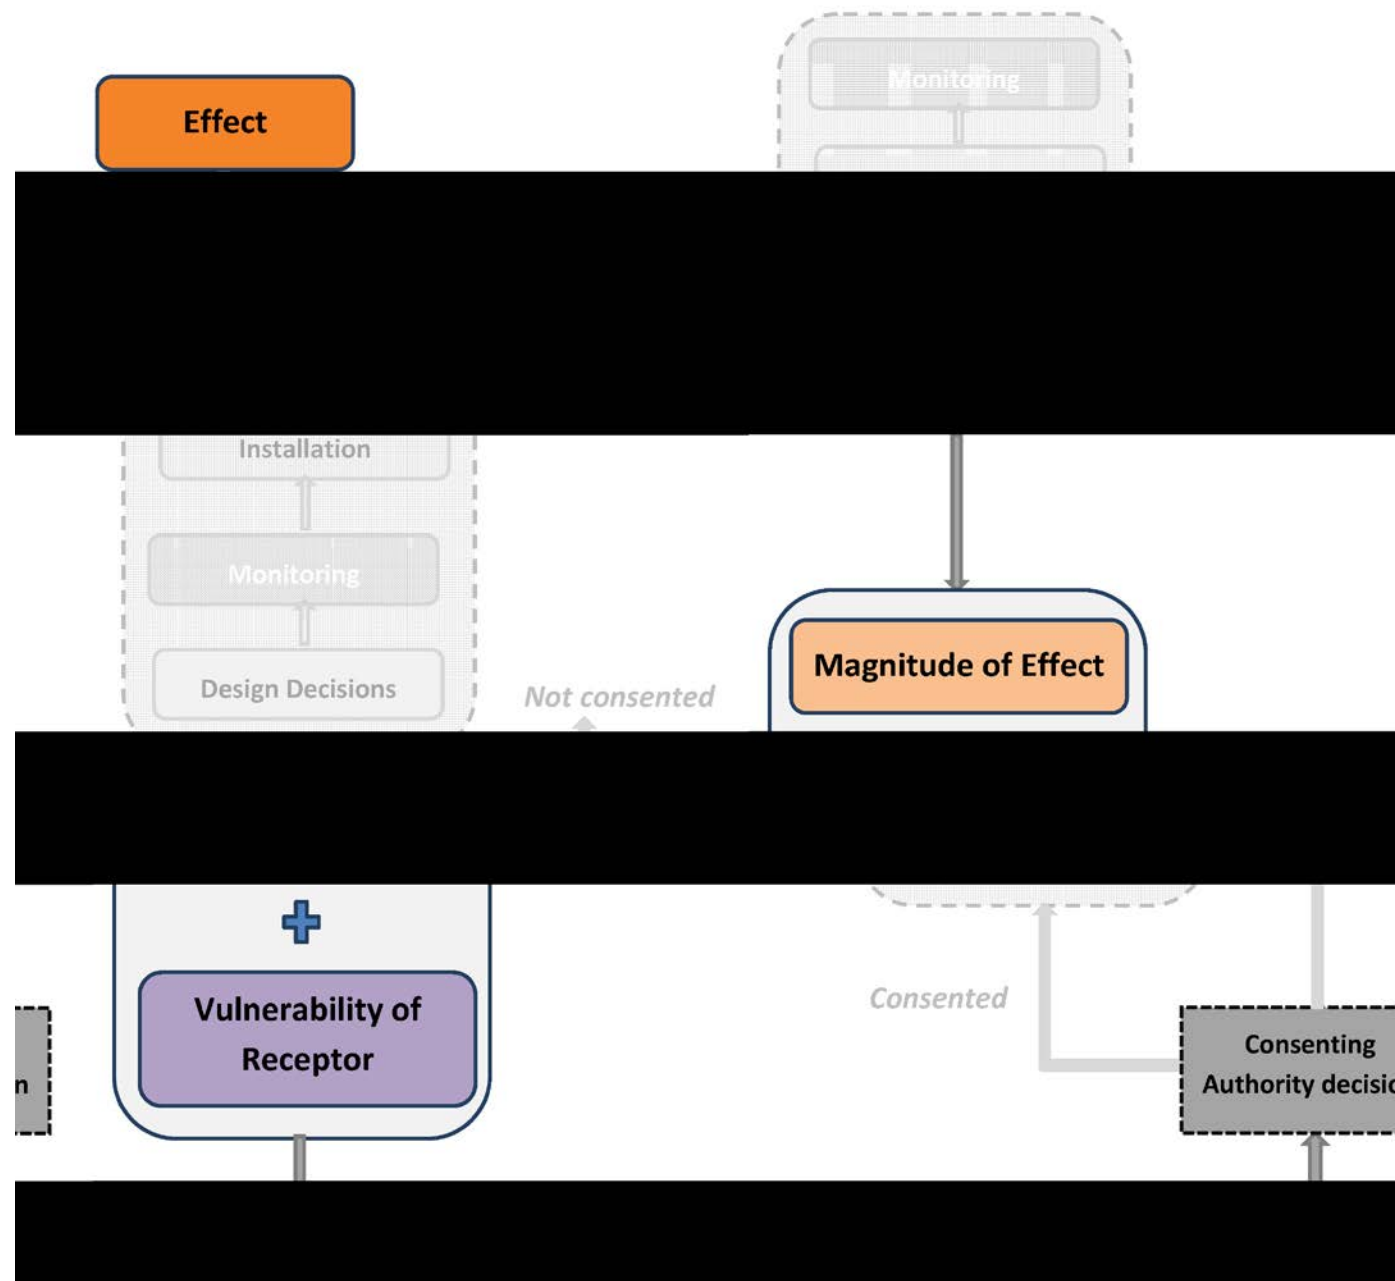 Monitoring
Effect
Installation
Monitoring
Magnitude of Effect
Design Decisions
Not consented
Vulnerability of
Receptor
Consented
Consenting
Authority decisio
n